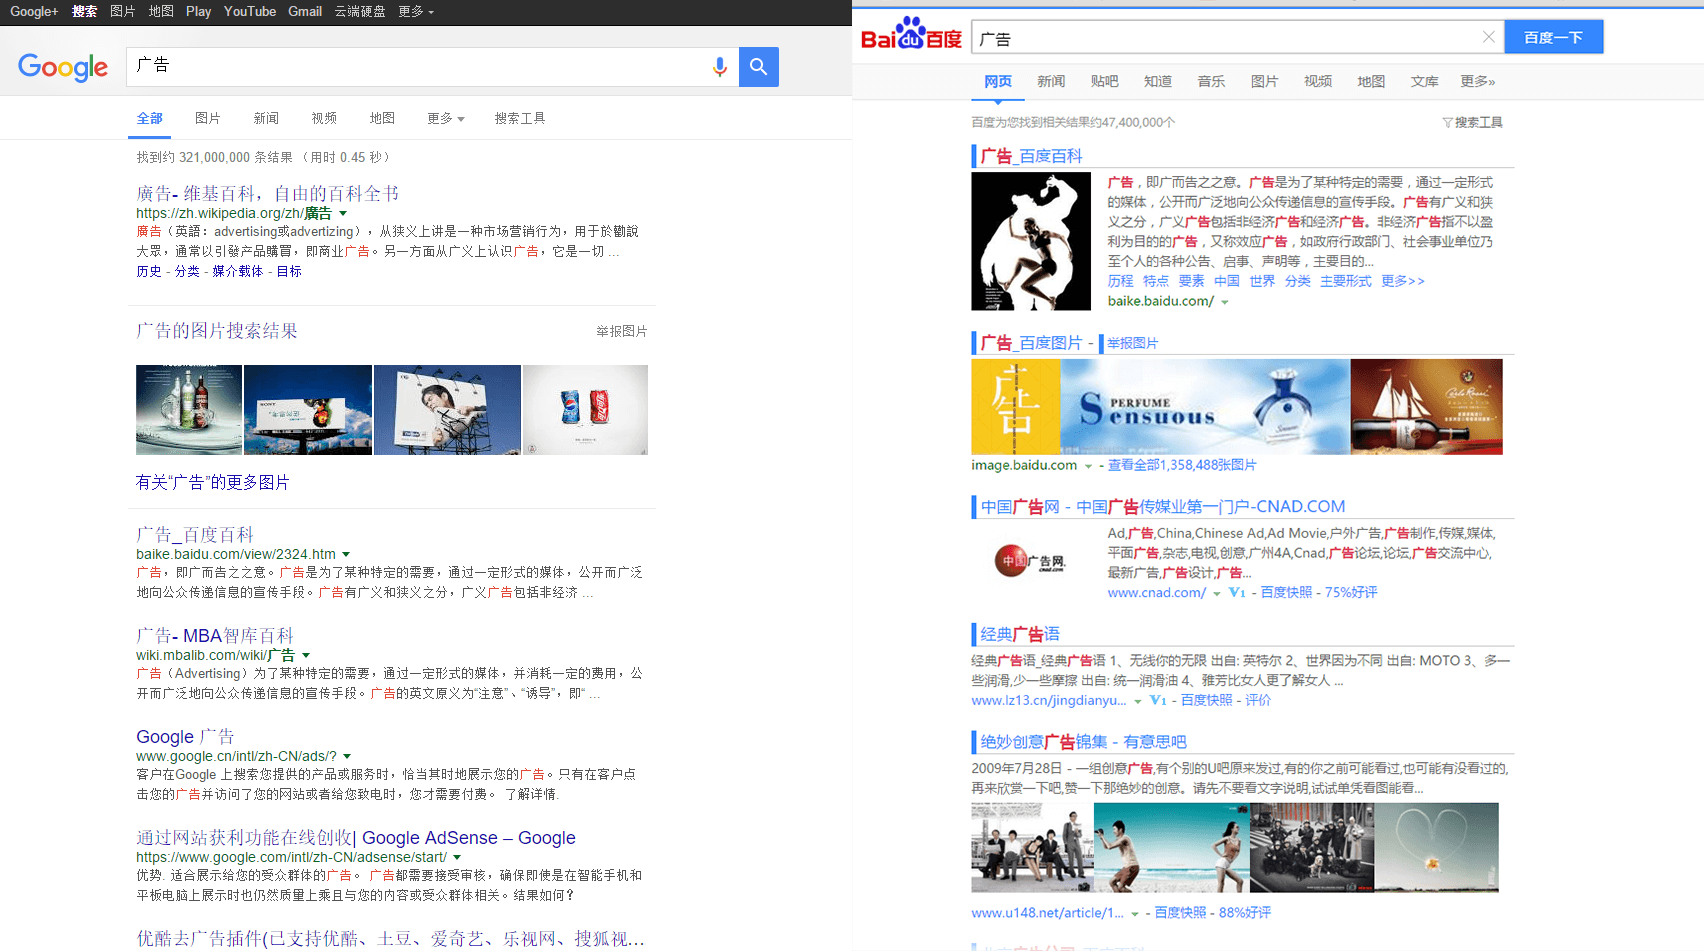 Google+ 搜索 图片 地图 Play YouTube Gmail 云端硬盘 更多
Google
广告
全部 图片 新闻 视频 地图 更多 搜索工具
找到约 321,000,000 条结果 （用时 0.45 秒）
廣告- 维基百科，自由的百科全书
https://zh.wikipedia.org/zh/廣告
廣告（英語：advertising或advertizing），从狭义上讲是一种市场营销行为，用于於勸說
大眾，通常以引發产品購買，即商业广告。另一方面从广义上认识广告，它是一切 ...
历史 - 分类 - 媒介载体 - 目标
广告的图片搜索结果 举报图片
SONY
有关“广告”的更多图片
广告_百度百科
baike.baidu.com/view/2324.htm
广告，即广而告之之意。广告是为了某种特定的需要，通过一定形式的媒体，公开而广泛
地向公众传递信息的宣传手段。广告有广义和狭义之分，广义广告包括非经济 ...
广告- MBA智库百科
wiki.mbalib.com/wiki/广告
广告（Advertising）为了某种特定的需要，通过一定形式的媒体，并消耗一定的费用，公
开而广泛地向公众传递信息的宣传手段。广告的英文原义为“注意”、“诱导”，即“ ...
Google 广告
www.google.cn/intl/zh-CN/ads/?
客户在Google 上搜索您提供的产品或服务时，恰当其时地展示您的广告。只有在客户点
击您的广告并访问了您的网站或者给您致电时，您才需要付费。 了解详情.
通过网站获利功能在线创收| Google AdSense – Google
https://www.google.com/intl/zh-CN/adsense/start/
优势. 适合展示给您的受众群体的广告。 广告都需要接受审核，确保即使是在智能手机和
平板电脑上展示时也仍然质量上乘且与您的内容或受众群体相关。结果如何？
优酷去广告插件(已支持优酷、土豆、爱奇艺、乐视网、搜狐视...
Bai du 百度
广告
百度一下
网页 新闻 贴吧 知道 音乐 图片 视频 地图 文库 更多»
百度为您找到相关结果约47,400,000个 搜索工具
广告_百度百科
广告，即广而告之之意。广告是为了某种特定的需要，通过一定形式
的媒体，公开而广泛地向公众传递信息的宣传手段。广告有广义和狭
义之分，广义广告包括非经济广告和经济广告。非经济广告指不以盈
利为目的的广告，又称效应广告，如政府行政部门、社会事业单位乃
至个人的各种公告、启事、声明等，主要目的...
历程 特点 要素 中国 世界 分类 主要形式 更多>>
baike.baidu.com/
广告_百度图片 - 举报图片
广告
PERFUME
Sensuous
Carlo Rossi
image.baidu.com - 查看全部1,358,488张图片
中国广告网 - 中国广告传媒业第一门户-CNAD.COM
中国广告网.
cnad.com
Ad,广告,China,Chinese Ad,Ad Movie,户外广告,广告制作,传媒,媒体,
平面广告,杂志,电视,创意,广州4A,Cnad,广告论坛,论坛,广告交流中心,
最新广告,广告设计,广告...
www.cnad.com/ V1 - 百度快照 - 75%好评
经典广告语
经典广告语_经典广告语 1、无线你的无限 出自: 英特尔 2、世界因为不同 出自: MOTO 3、多一
些润滑,少一些摩擦 出自: 统一润滑油 4、雅芳比女人更了解女人 ...
www.lz13.cn/jingdianyu... V1 - 百度快照 - 评价
绝妙创意广告锦集 - 有意思吧
2009年7月28日 - 一组创意广告,有个别的U吧原来发过,有的你之前可能看过,也可能有没看过的,
再来欣赏一下吧,赞一下那绝妙的创意。请先不要看文字说明,试试单凭看图能看...
www.u148.net/article/1... - 百度快照 - 88%好评